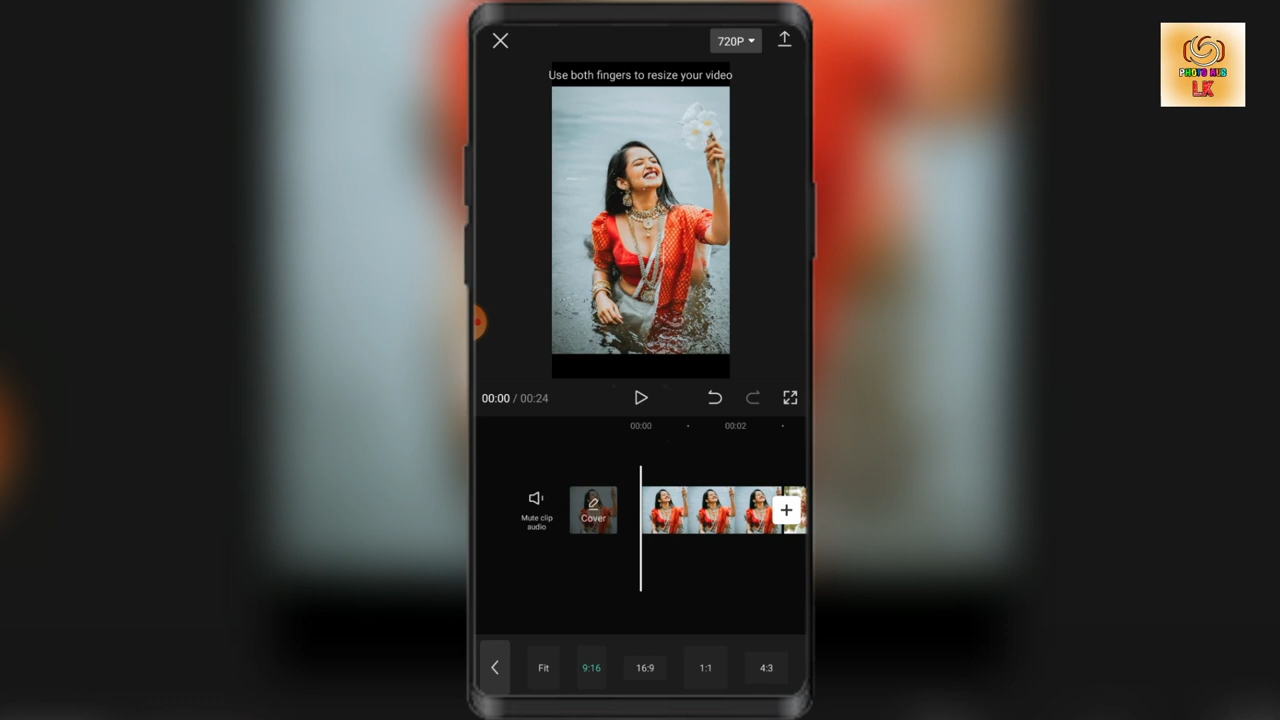 720P
Use both fingers to resize your video
PHOTO HUB
LK
00:00 / 00:24
00:00
00:02
Mute clip
audio
Cover
Fit
9:16
16:9
1:1
4:3